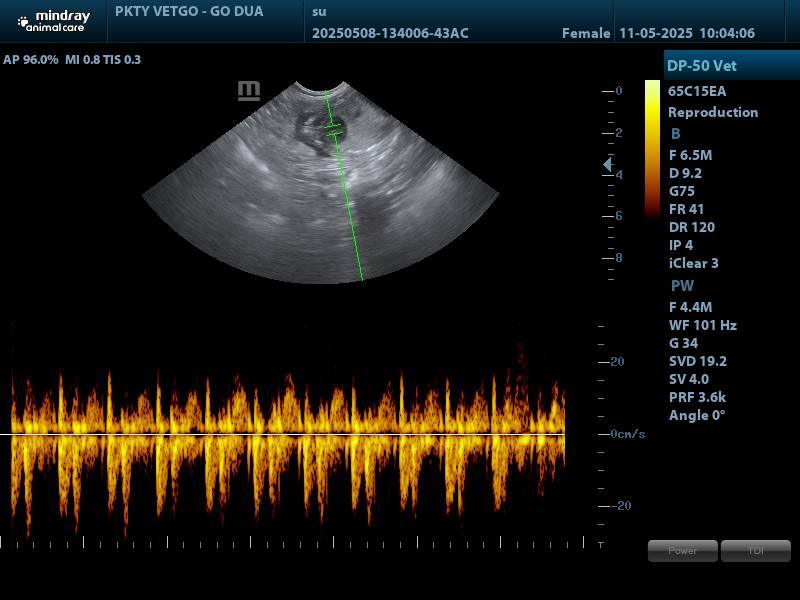 mindray
animal care
PKTY VETGO - GO DUA
su
20250508-134006-43AC
Female
11-05-2025 10:04:06
AP 96.0% MI 0.8 TIS 0.3
m
DP-50 Vet
65C15EA
Reproduction
B
F 6.5M
D 9.2
G75
FR 41
DR 120
IP 4
iClear 3
PW
F 4.4M
WF 101 Hz
G 34
SVD 19.2
SV 4.0
PRF 3.6k
Angle 0°
0
2
4
6
8
20
0cm/s
-20
Power
TDI